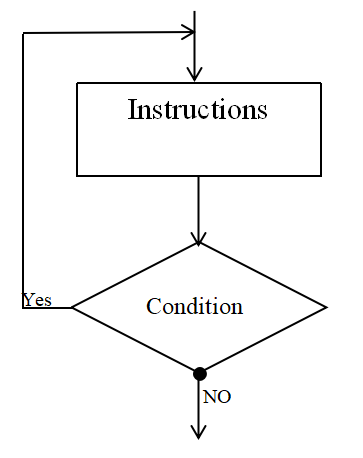 Instructions
Condition
Yes
NO